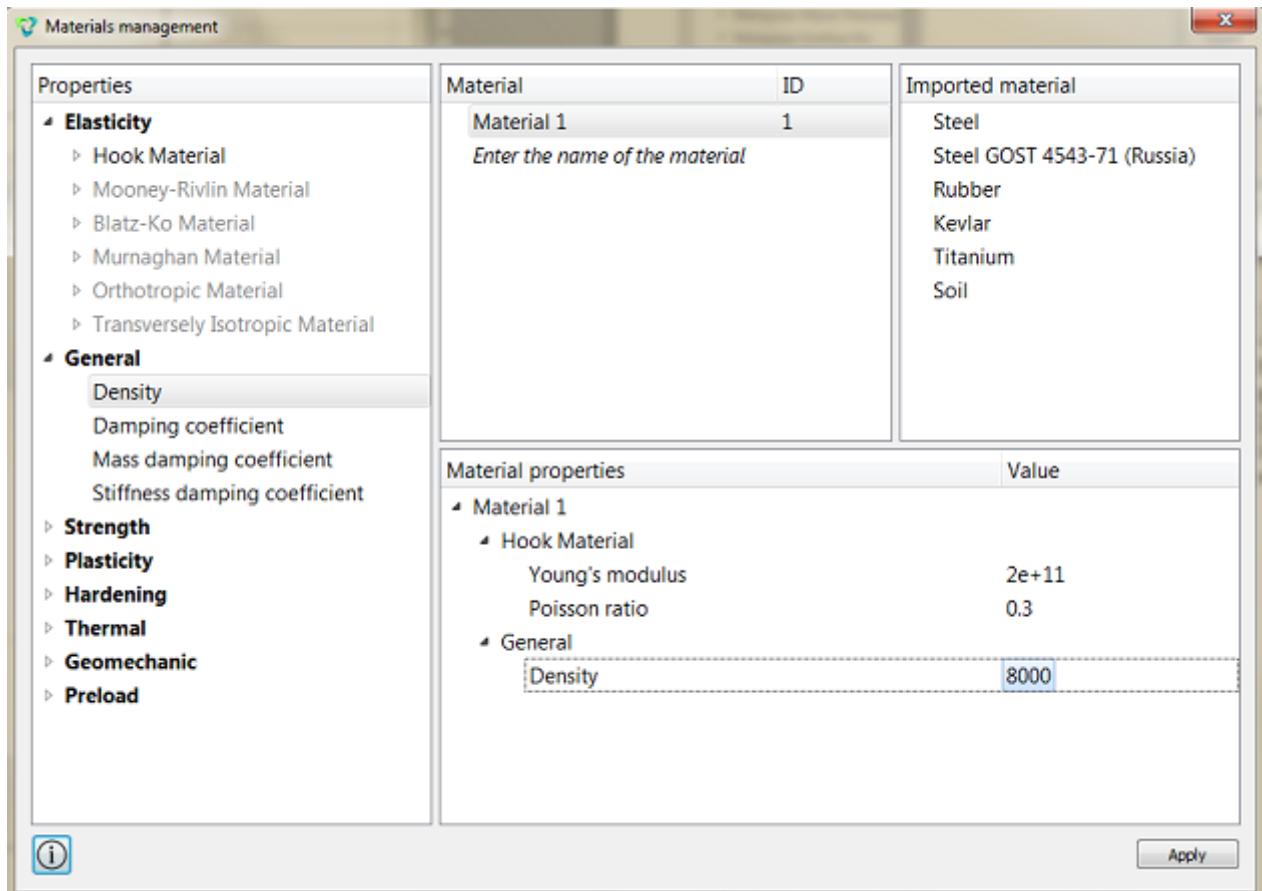 Materials management
Properties
Elasticity
Hook Material
Mooney-Rivlin Material
Blatz-Ko Material
Murnaghan Material
Orthotropic Material
Transversely Isotropic Material
General
Density
Damping coefficient
Mass damping coefficient
Stiffness damping coefficient
Strength
Plasticity
Hardening
Thermal
Geomechanic
Preload
Material ID
Material 1 1
Enter the name of the material
Imported material
Steel
Steel GOST 4543-71 (Russia)
Rubber
Kevlar
Titanium
Soil
Material properties Value
Material 1
Hook Material
Young's modulus 2e+11
Poisson ratio 0.3
General
Density 8000
Apply